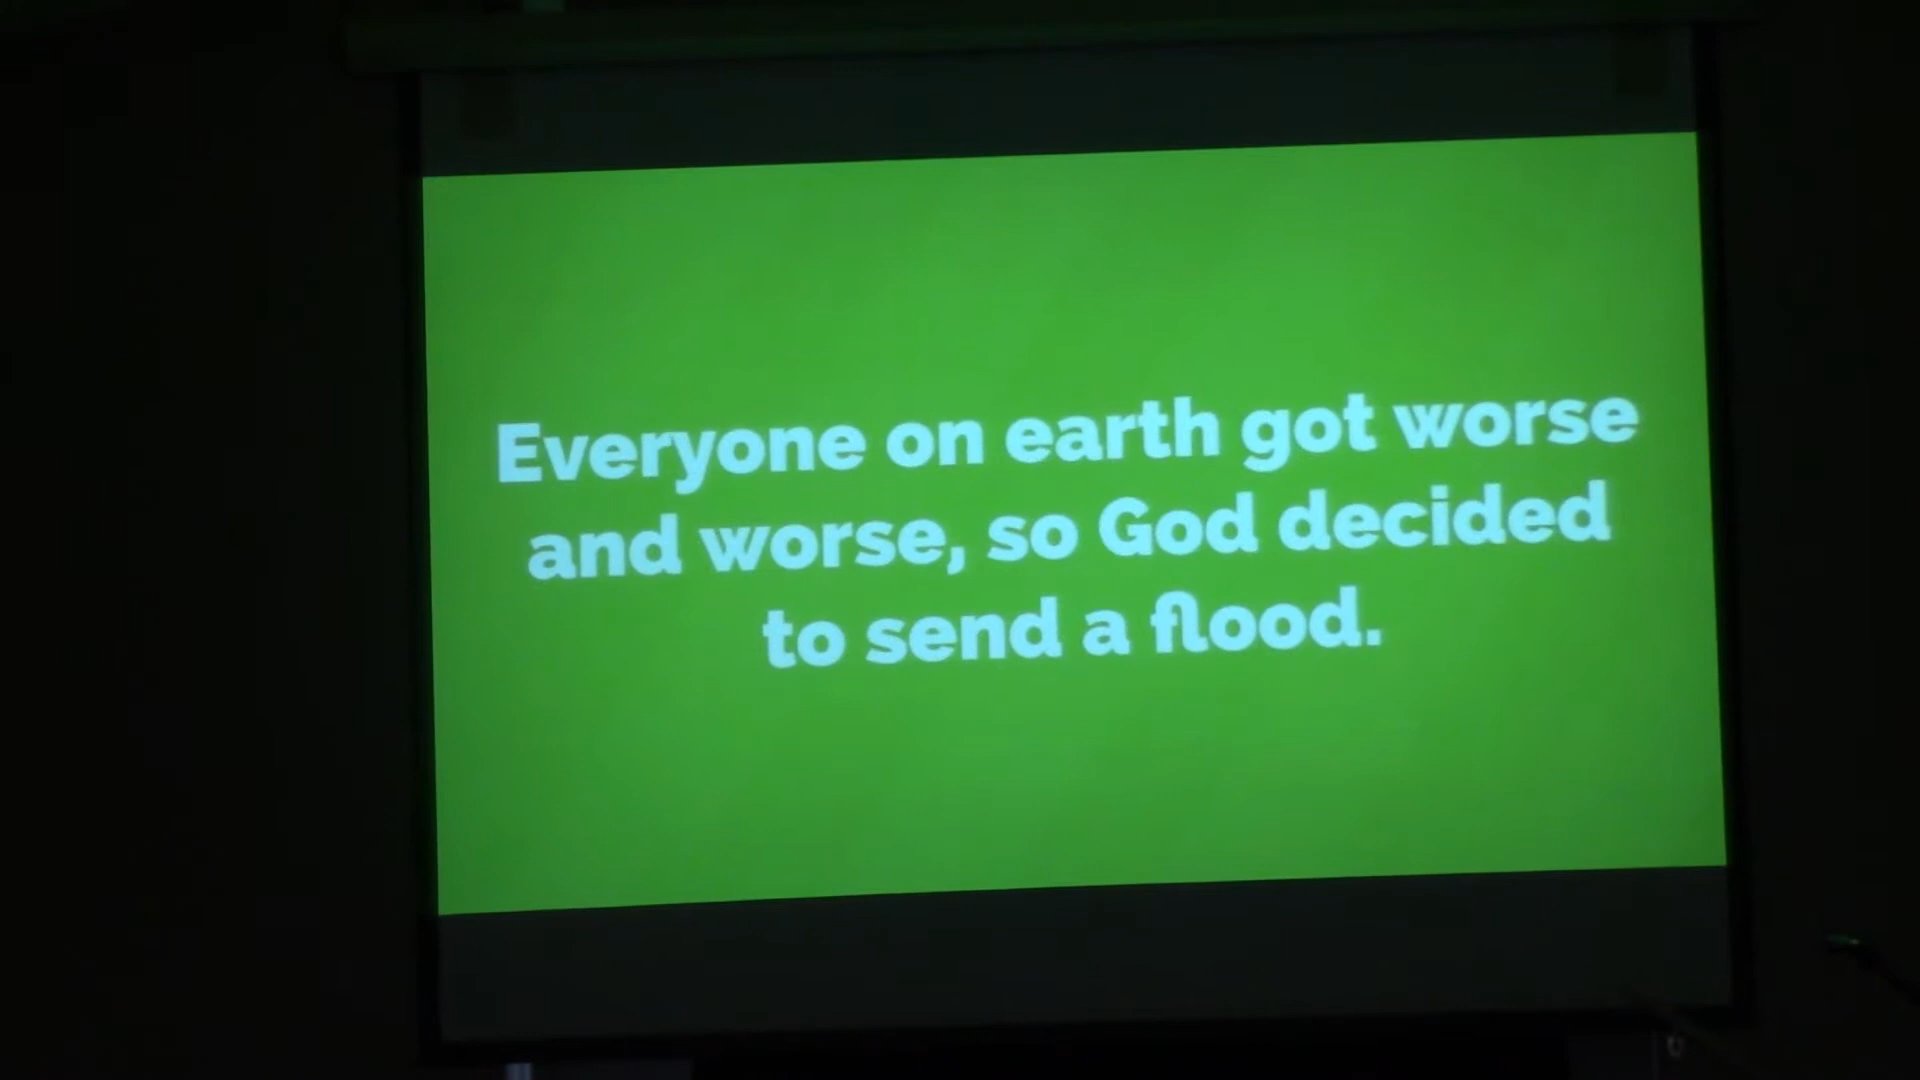 Everyone on earth got worse
and worse, so God decided
to send a flood.